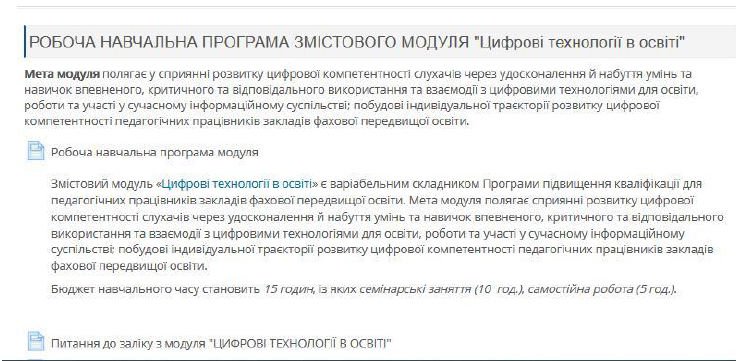 РОБОЧА НАВЧАЛЬНА ПРОГРАМА ЗМІСТОВОГО МОДУЛЯ "Цифрові технології в освіті"
Мета модуля полягає у сприянні розвитку цифрової компетентності слухачів через удосконалення й набуття умінь та
навичок впевненого, критичного та відповідального використання та взаємодії з цифровими технологіями для освіти,
роботи та участі у сучасному інформаційному суспільстві; побудові індивідуальної траєкторії розвитку цифрової
компетентності педагогічних працівників закладів фахової передвищої освіти.
Робоча навчальна програма модуля
Змістовий модуль «Цифрові технології в освіті» є варіабельним складником Програми підвищення кваліфікації для
педагогічних працівників закладів фахової передвищої освіти. Мета модуля полягає сприянні розвитку цифрової
компетентності слухачів через удосконалення й набуття умінь та навичок впевненого, критичного та відповідального
використання та взаємодії з цифровими технологіями для освіти, роботи та участі у сучасному інформаційному
суспільстві; побудові індивідуальної траєкторії розвитку цифрової компетентності педагогічних працівників закладів
фахової передвищої освіти.
Бюджет навчального часу становить 15 годин, із яких семінарські заняття (10 год.), самостійна робота (5 год.).
Питання до заліку з модуля "ЦИФРОВІ ТЕХНОЛОГІЇ В ОСВІТІ"